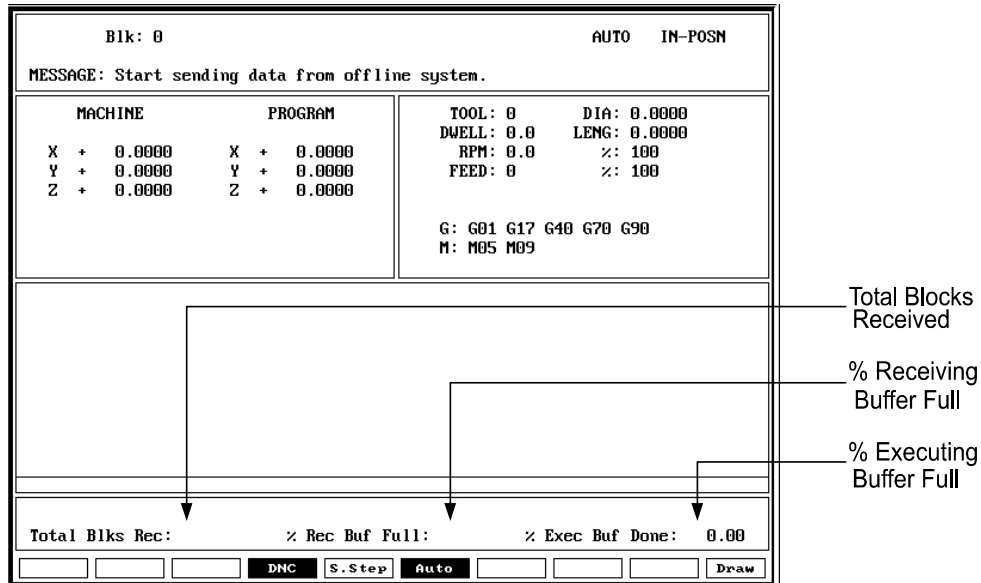 Blk: 0 AUTO IN-POSN
MESSAGE: Start sending data from offline system.
MACHINE PROGRAM
X + 0.0000 X + 0.0000
Y + 0.0000 Y + 0.0000
Z + 0.0000 Z + 0.0000
TOOL: 0 DIA: 0.0000
DWELL: 0.0 LENG: 0.0000
RPM: 0.0 %: 100
FEED: 0 %: 100
G: G01 G17 G40 G70 G90
M: M05 M09
Total Blocks
Received
% Receiving
Buffer Full
% Executing
Buffer Full
Total Blks Rec: % Rec Buf Full: % Exec Buf Done: 0.00
DNC S.Step Auto Draw